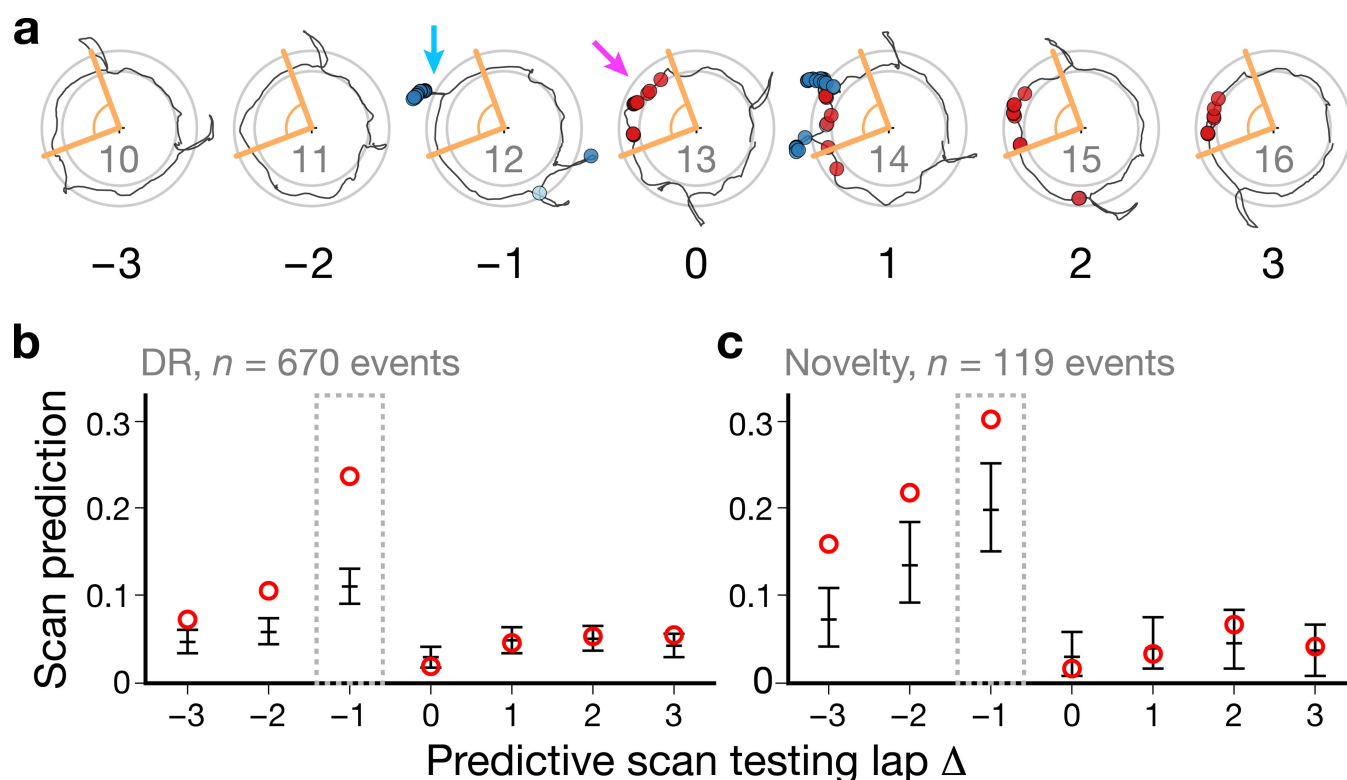 a
10 11 12 13 14 15 16
−3 −2 −1 0 1 2 3
b
DR, n = 670 events
c
Novelty, n = 119 events
Scan prediction
0.3
0.2
0.1
0
−3 −2 −1 0 1 2 3
0.3
0.2
0.1
0
−3 −2 −1 0 1 2 3
Predictive scan testing lap Δ